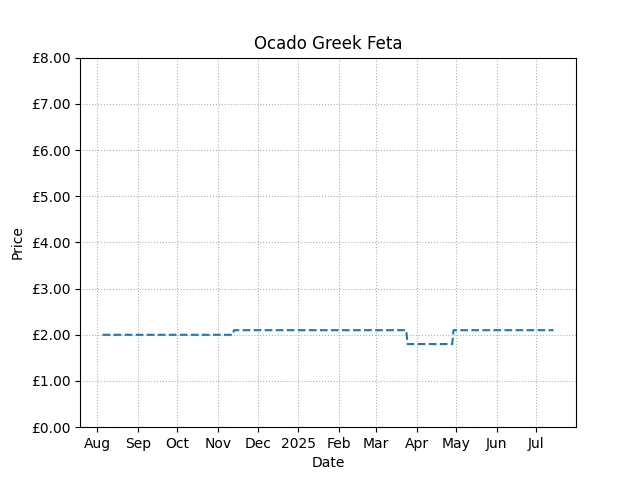 Ocado Greek Feta
£8.00
£7.00
£6.00
£5.00
£4.00
£3.00
£2.00
£1.00
£0.00
Price
Aug Sep Oct Nov Dec 2025 Feb Mar Apr May Jun Jul
Date